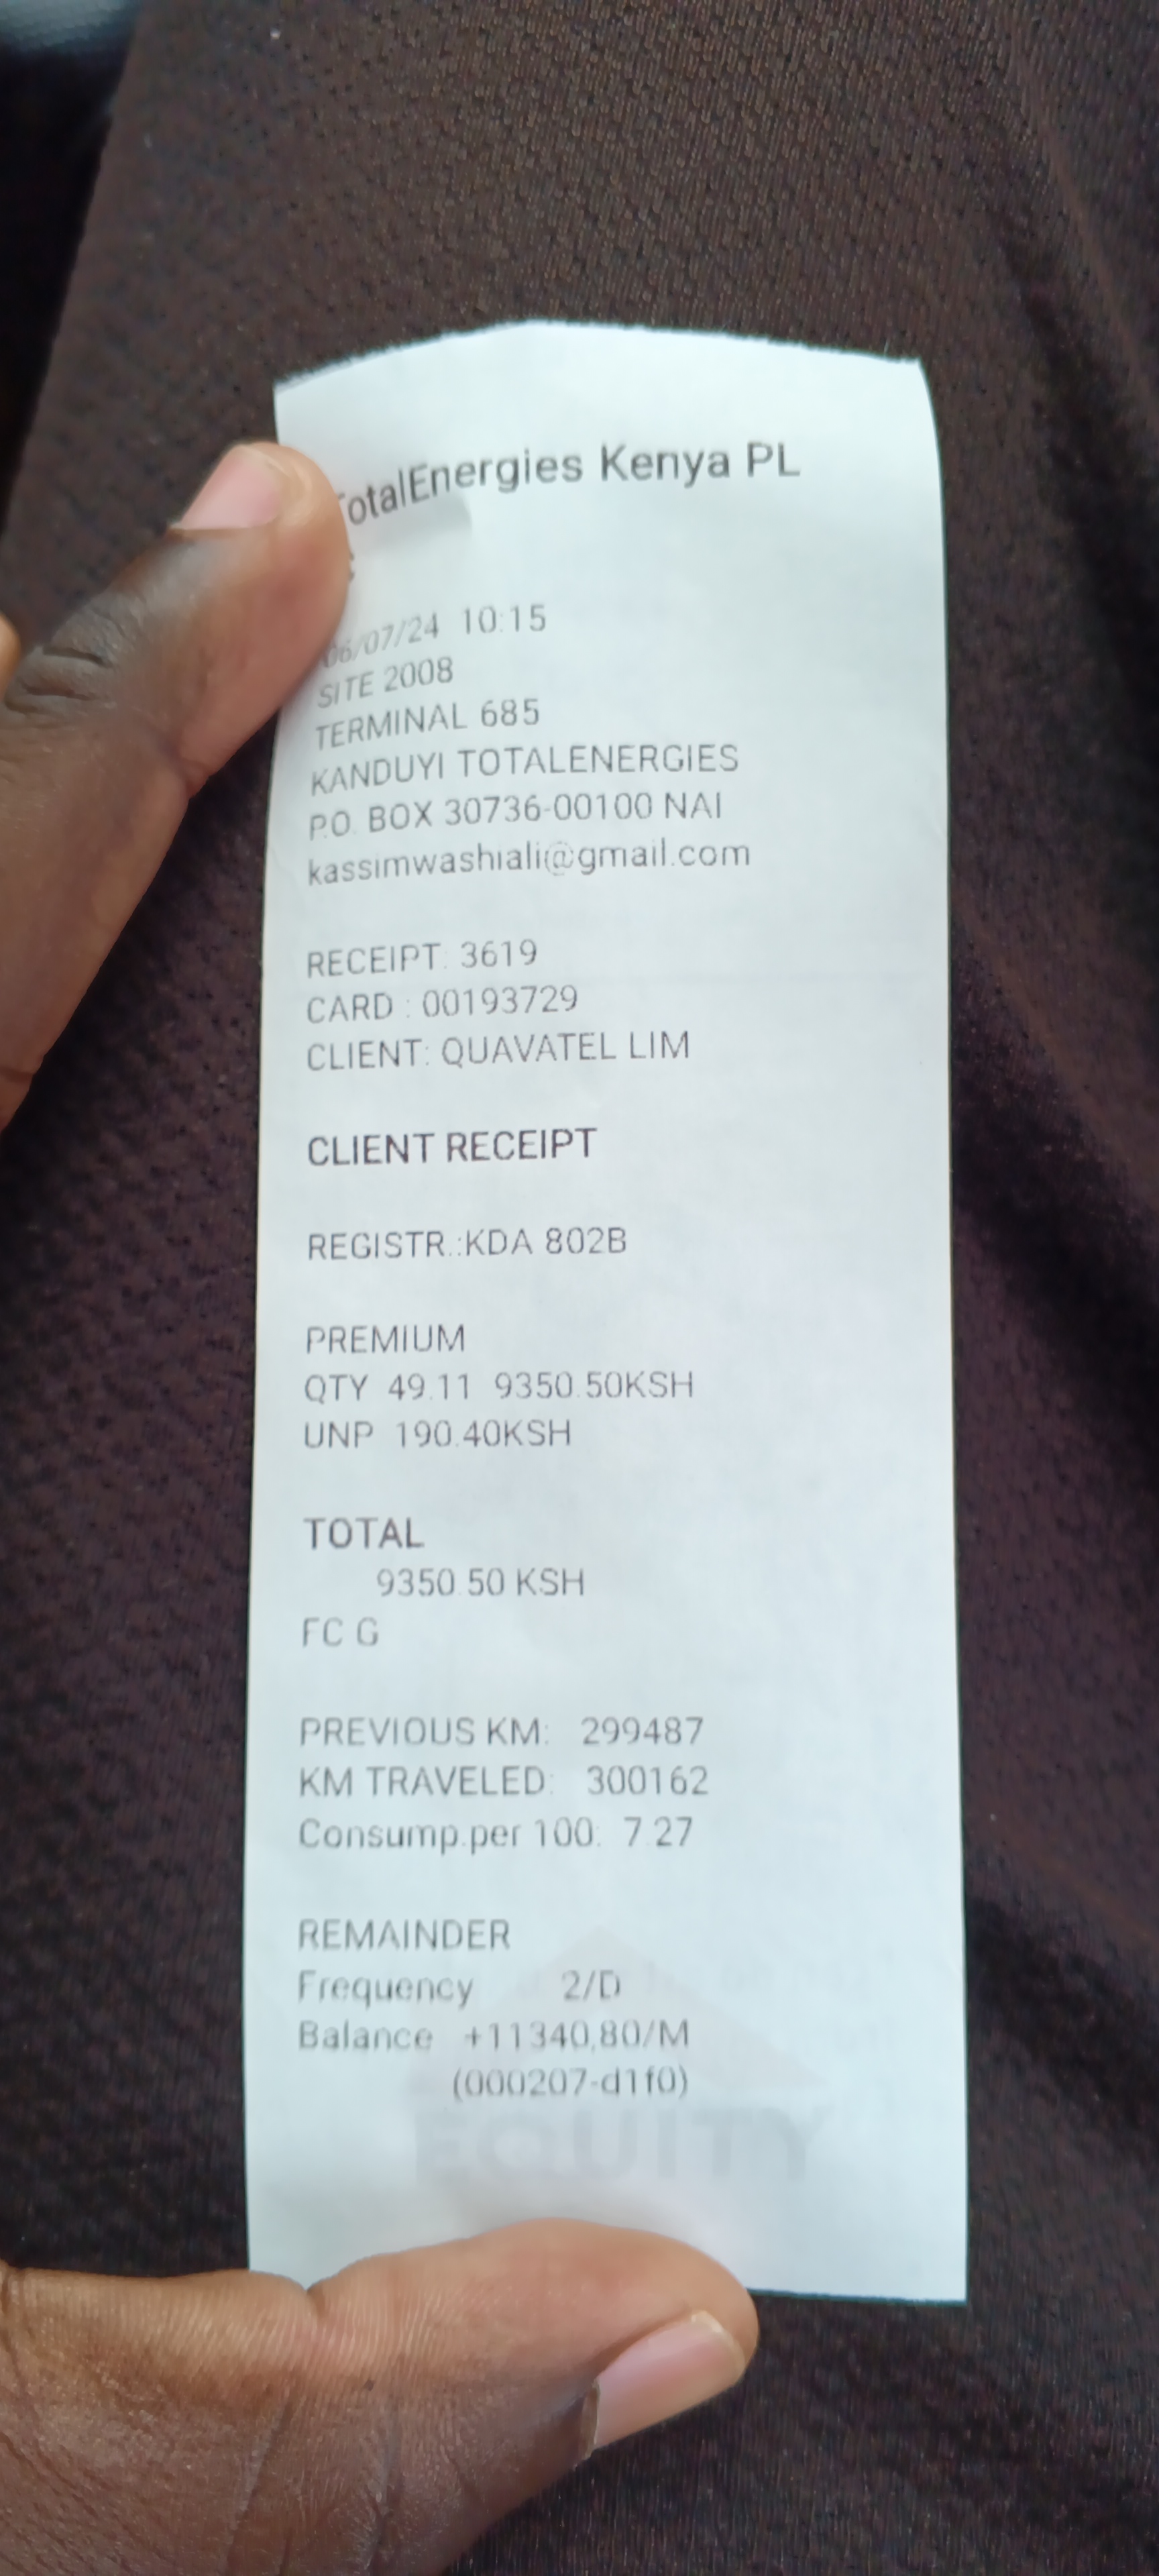 TotalEnergies Kenya PL
06/07/24 10:15
SITE 2008
TERMINAL 685
KANDUYI TOTALENERGIES
P.O. BOX 30736-00100 NAI
kassimwashiali@gmail.com
RECEIPT: 3619
CARD : 00193729
CLIENT: QUAVATEL LIM
CLIENT RECEIPT
REGISTR.:KDA 802B
PREMIUM
QTY 49.11 9350.50KSH
UNP 190.40KSH
TOTAL
9350.50 KSH
FC G
PREVIOUS KM: 299487
KM TRAVELED: 300162
Consump.per 100: 7.27
REMAINDER
Frequency 2/D
Balance +11340,80/M
(000207-d1f0)
EQUITY